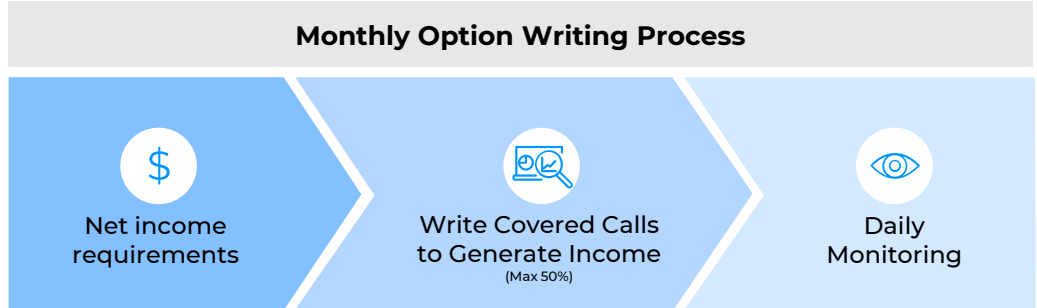 Monthly Option Writing Process
$
Net income
requirements
Write Covered Calls
to Generate Income
(Max 50%)
Daily
Monitoring